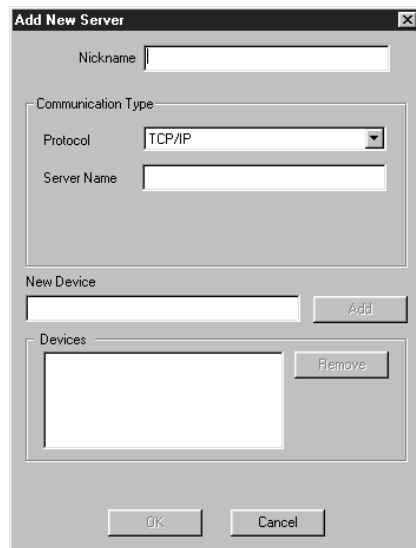 Add New Server
Nickname
Communication Type
Protocol TCP/IP
Server Name
New Device
Add
Devices
Remove
OK Cancel